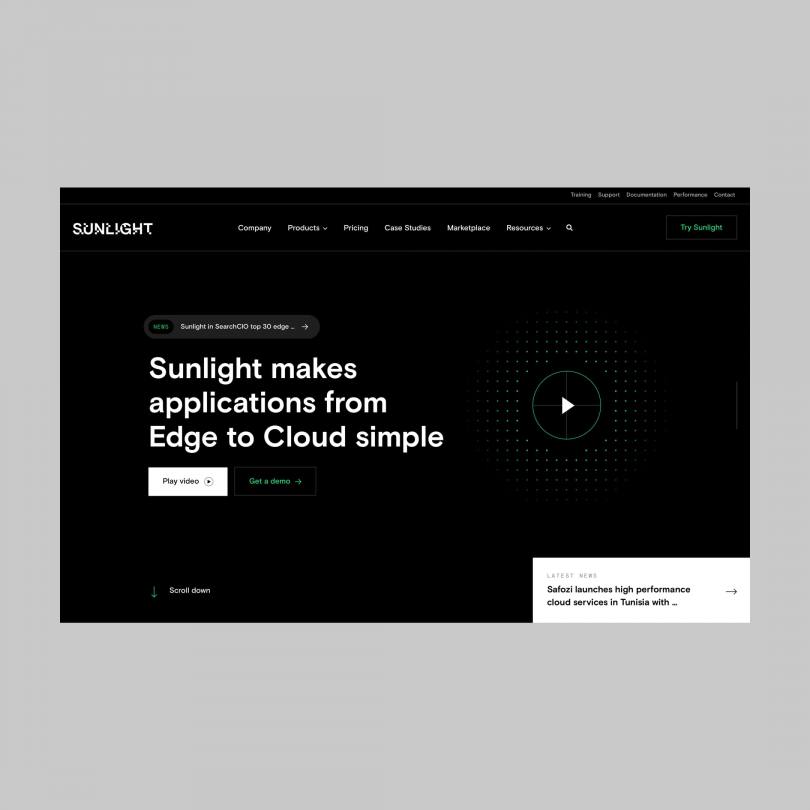 Training Support Documentation Performance Contact
SUNLIGHT
Company Products Pricing Case Studies Marketplace Resources
Try Sunlight
NEWS Sunlight in SearchCIO top 30 edge ...
Sunlight makes
applications from
Edge to Cloud simple
Play video
Get a demo
Scroll down
LATEST NEWS
Safozi launches high performance
cloud services in Tunisia with ...